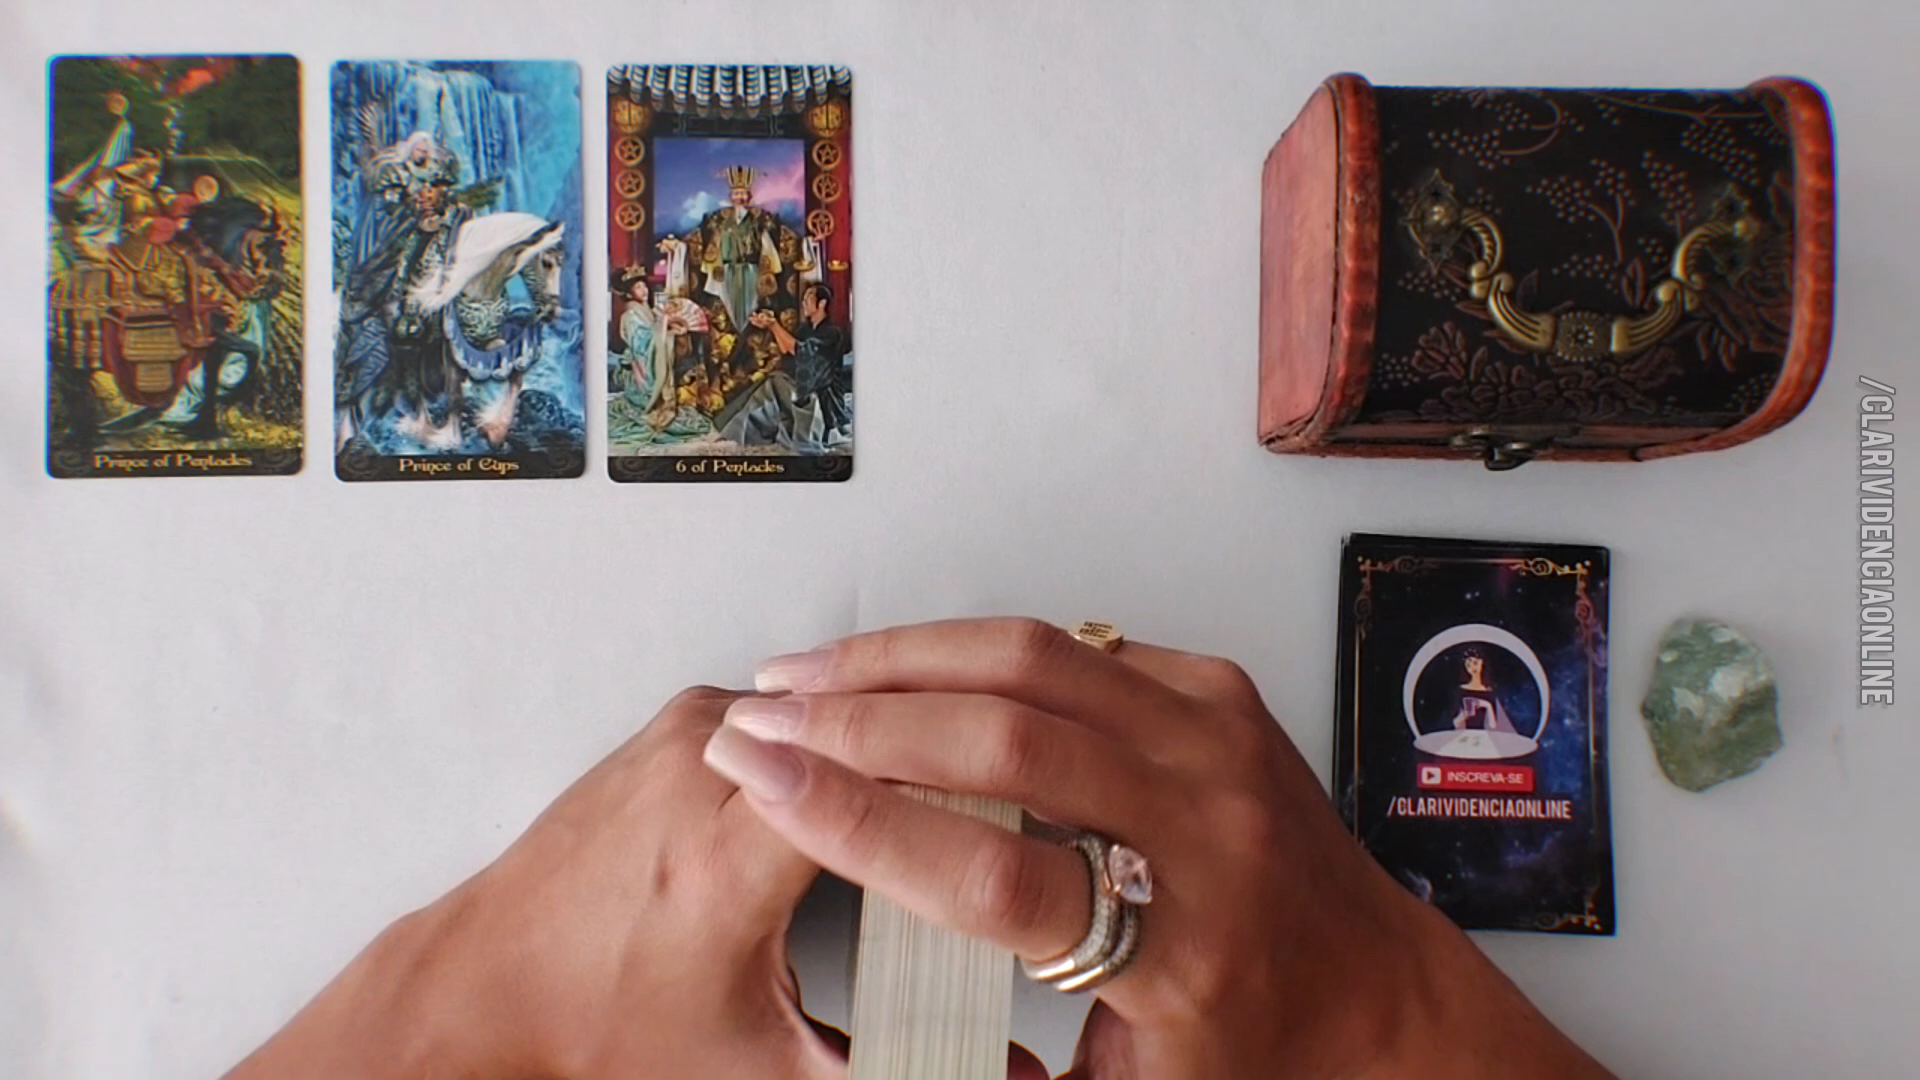 Prince of Pentacles
Prince of Cups
6 of Pentacles
/CLARIVIDENCIAONLINE
INSCREVA-SE
/CLARIVIDENCIAONLINE